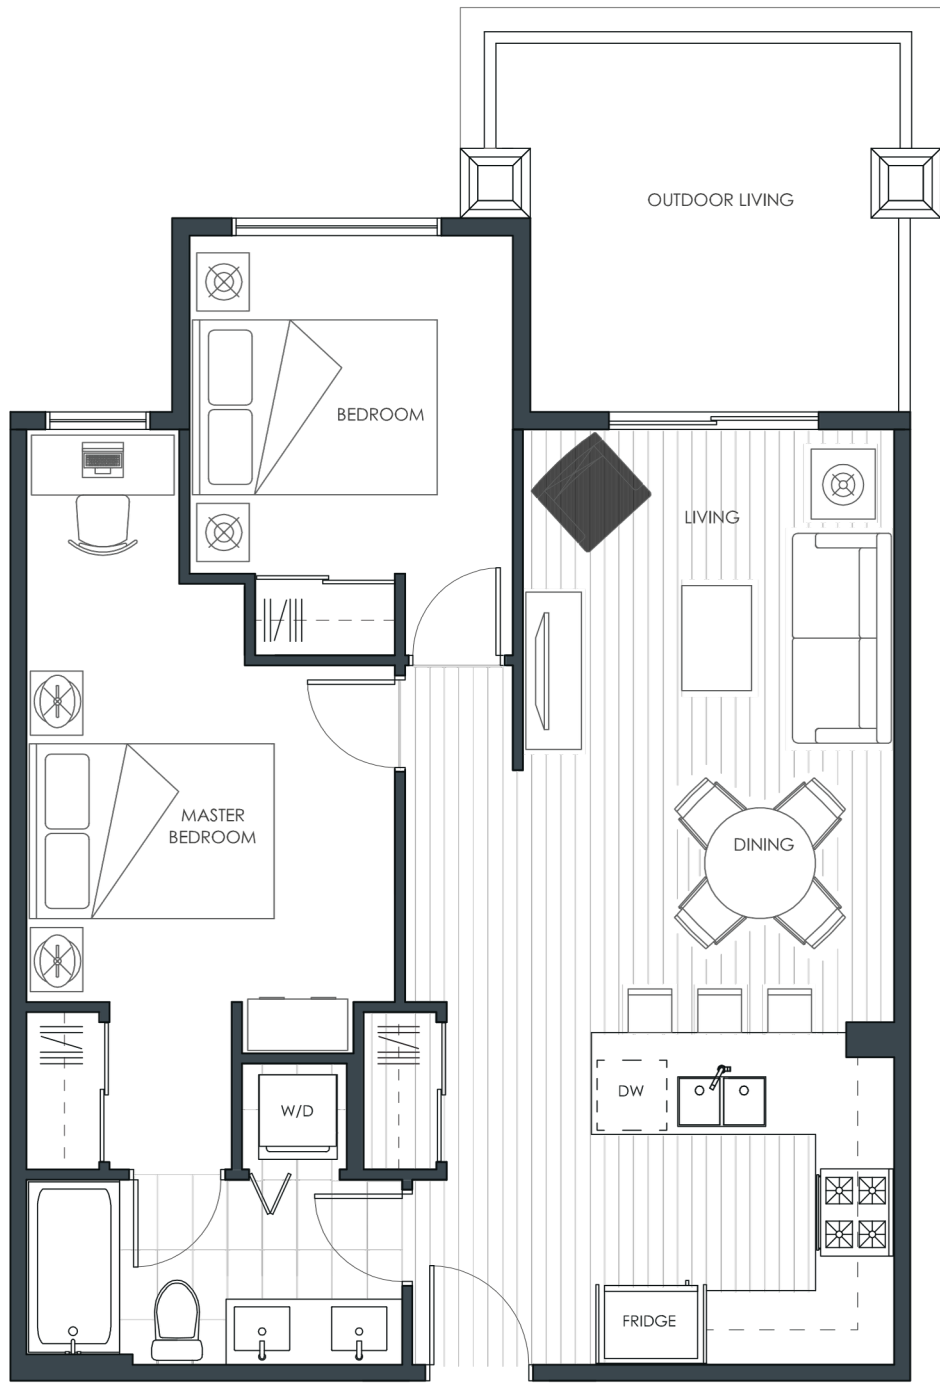 OUTDOOR LIVING
BEDROOM
LIVING
MASTER
BEDROOM
DINING
DW
W/D
FRIDGE